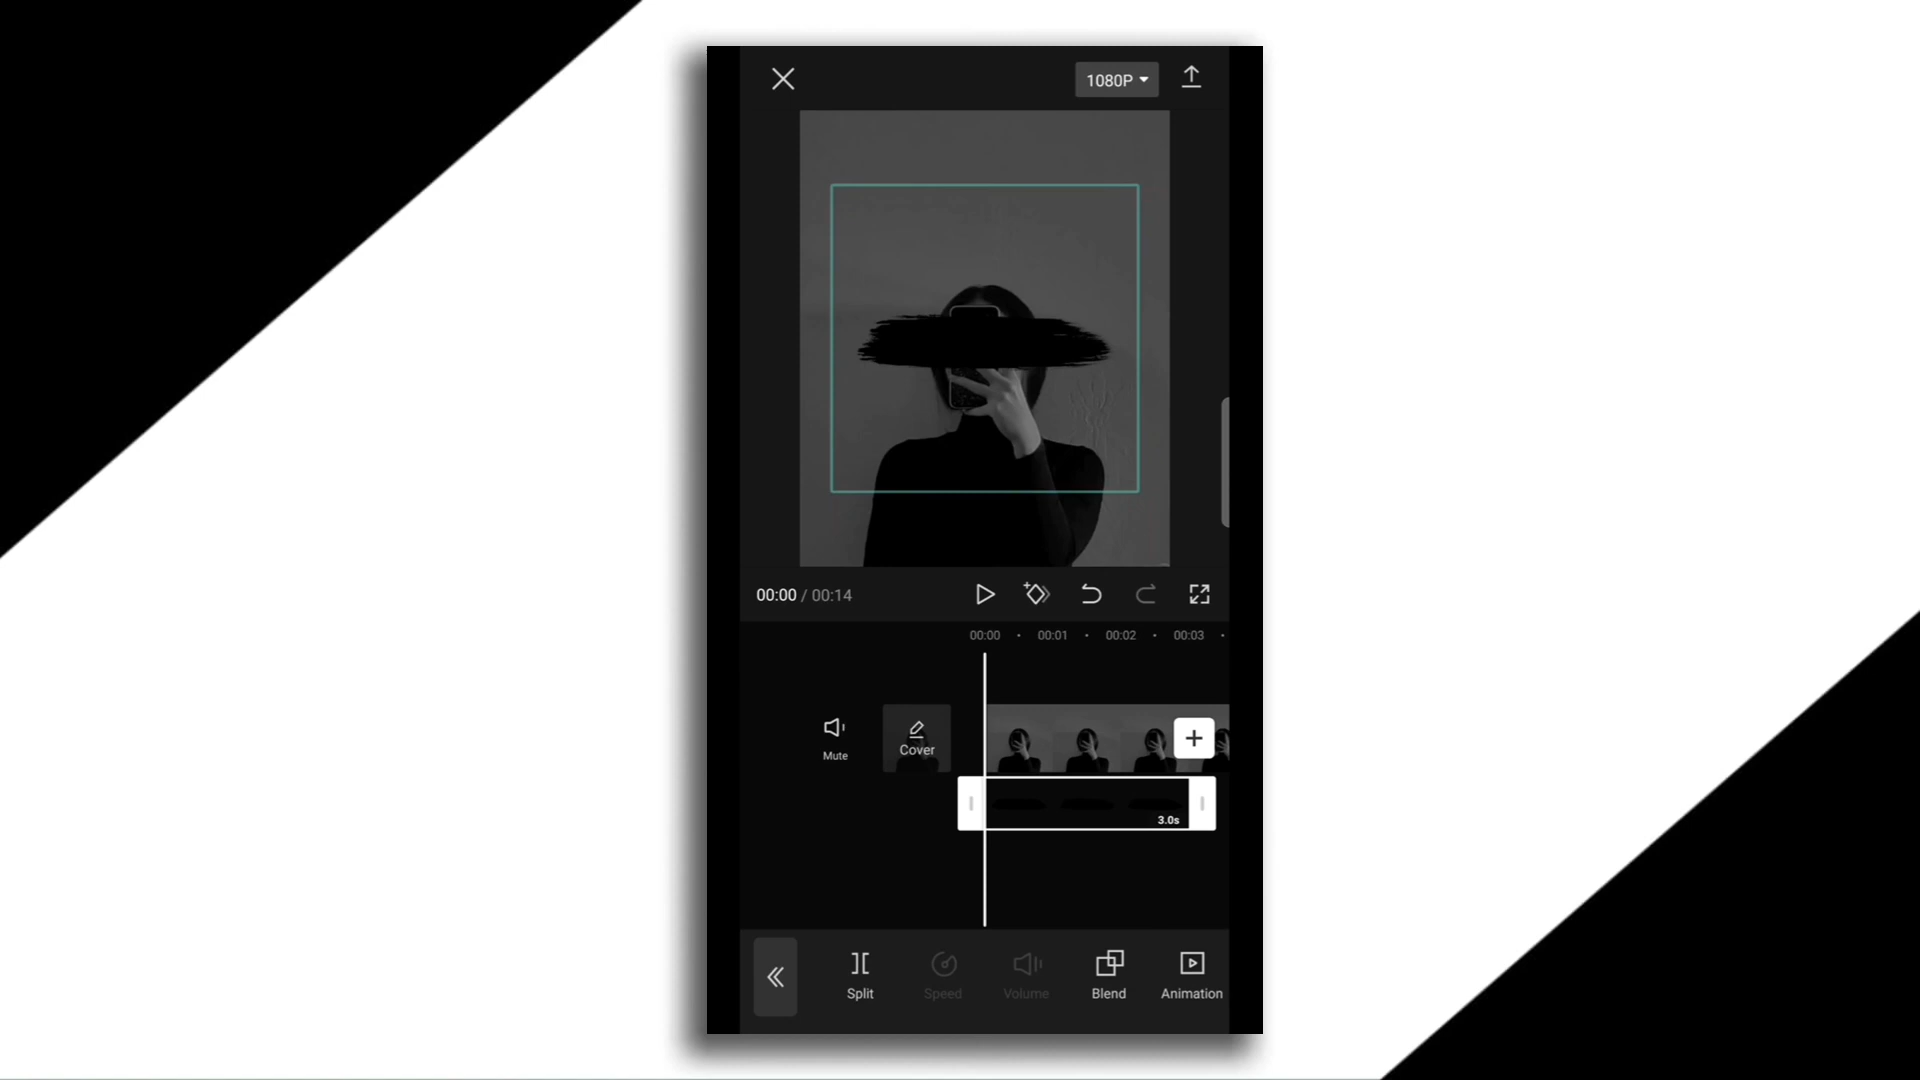 1080P
00:00 / 00:14
00:00 00:01 00:02 00:03
Mute
Cover
3.0s
Split Speed Volume Blend Animation